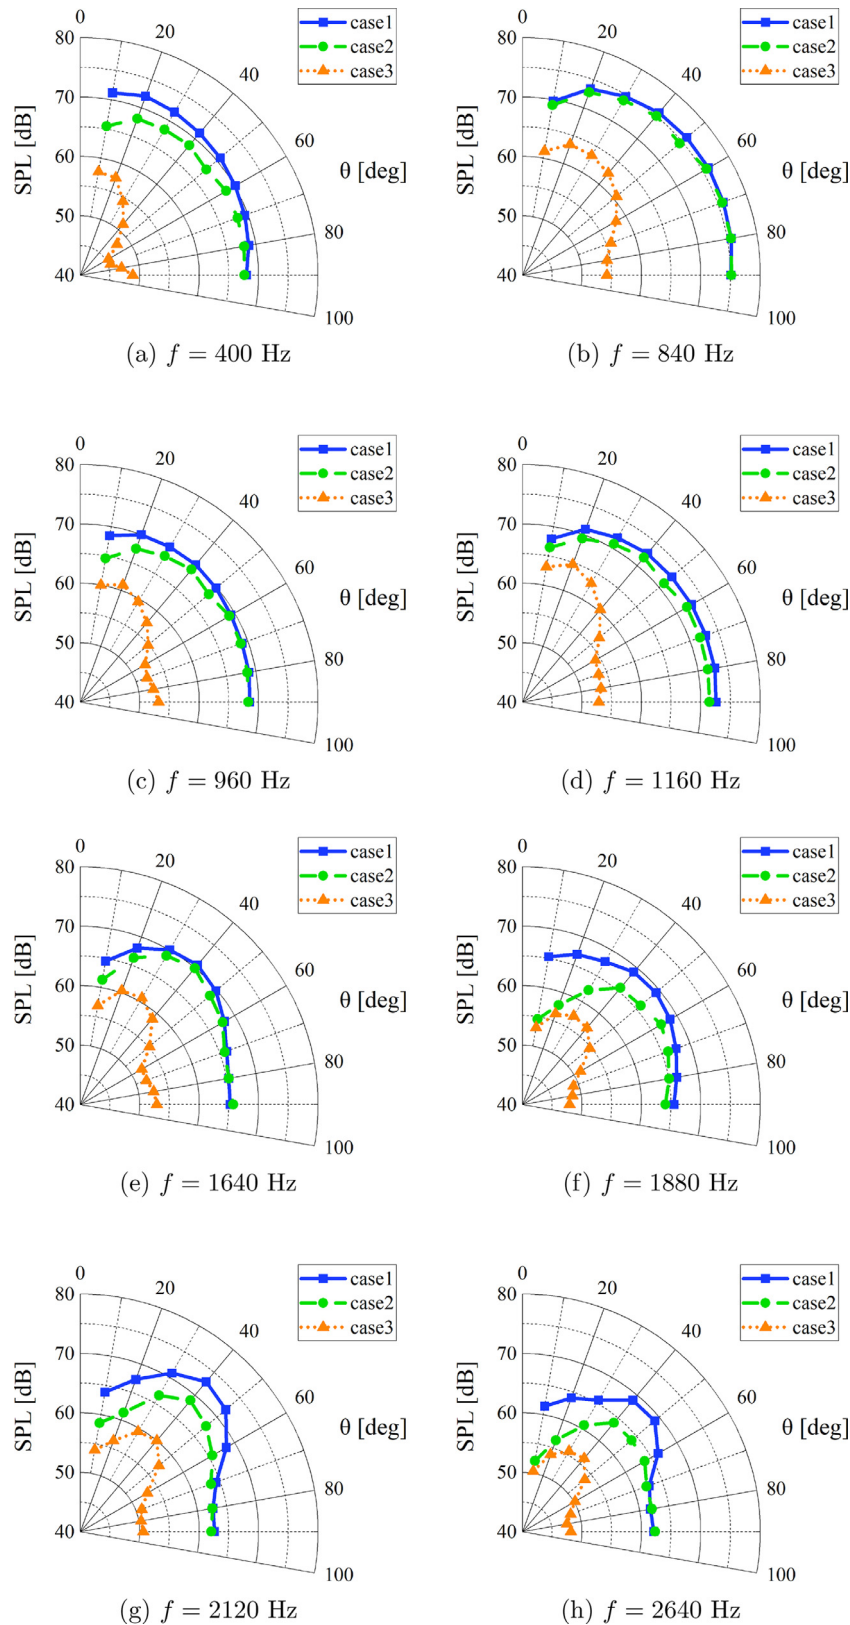 0
20
40
60
80
100
θ [deg]
80
70
60
50
40
SPL [dB]
case1
case2
case3
(a) f = 400 Hz
0
20
40
60
80
100
θ [deg]
80
70
60
50
40
SPL [dB]
case1
case2
case3
(b) f = 840 Hz
0
20
40
60
80
100
θ [deg]
80
70
60
50
40
SPL [dB]
case1
case2
case3
(c) f = 960 Hz
0
20
40
60
80
100
θ [deg]
80
70
60
50
40
SPL [dB]
case1
case2
case3
(d) f = 1160 Hz
0
20
40
60
80
100
θ [deg]
80
70
60
50
40
SPL [dB]
case1
case2
case3
(e) f = 1640 Hz
0
20
40
60
80
100
θ [deg]
80
70
60
50
40
SPL [dB]
case1
case2
case3
(f) f = 1880 Hz
0
20
40
60
80
100
θ [deg]
80
70
60
50
40
SPL [dB]
case1
case2
case3
(g) f = 2120 Hz
0
20
40
60
80
100
θ [deg]
80
70
60
50
40
SPL [dB]
case1
case2
case3
(h) f = 2640 Hz